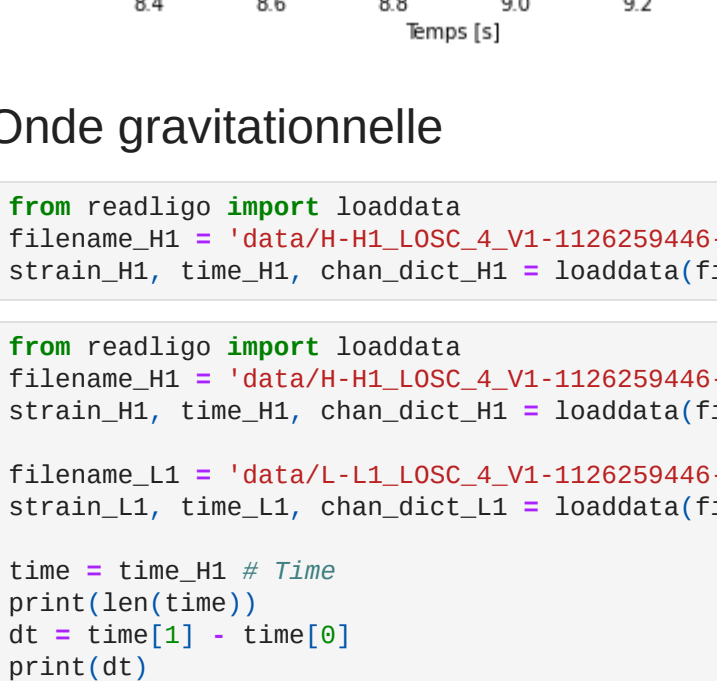 8.4 8.6 8.8 9.0 9.2
Temps [s]
Onde gravitationnelle
from readligo import loaddata
filename_H1 = 'data/H-H1_LOSC_4_V1-1126259446-
strain_H1, time_H1, chan_dict_H1 = loaddata(fi
from readligo import loaddata
filename_H1 = 'data/H-H1_LOSC_4_V1-1126259446-
strain_H1, time_H1, chan_dict_H1 = loaddata(fi
filename_L1 = 'data/L-L1_LOSC_4_V1-1126259446-
strain_L1, time_L1, chan_dict_L1 = loaddata(fi
time = time_H1 # Time
print(len(time))
dt = time[1] - time[0]
print(dt)